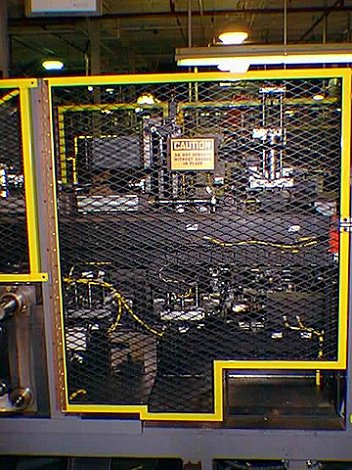 CAUTION
DO NOT OPERATE
WITHOUT GUARDS
IN PLACE